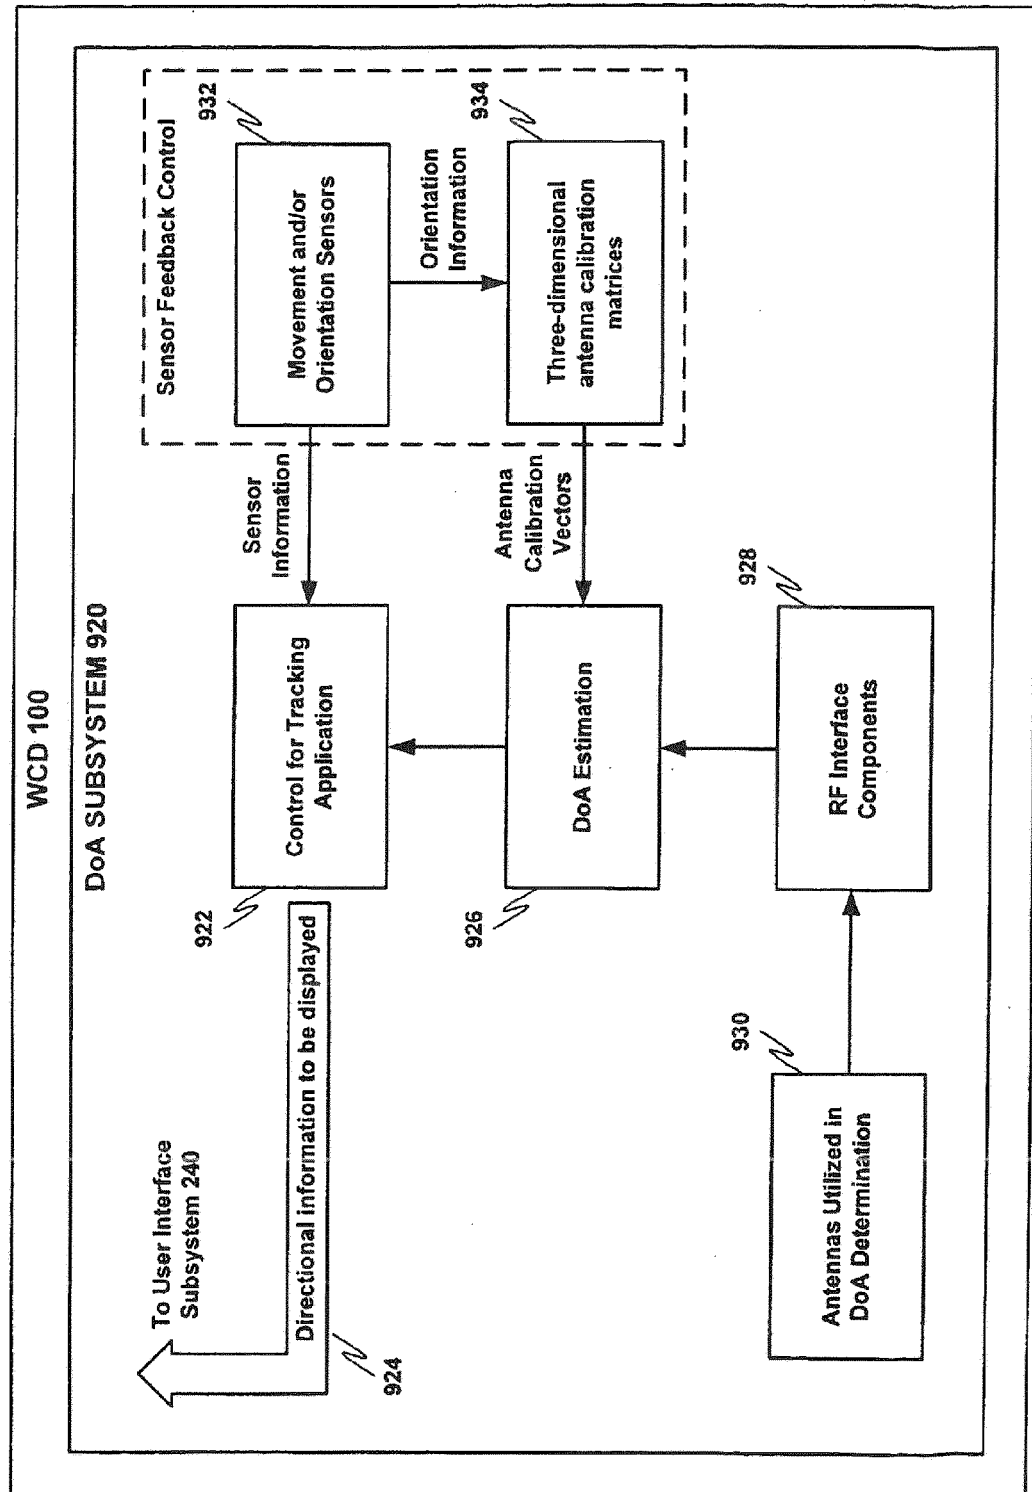 WCD 100
DoA SUBSYSTEM 920
To User Interface
Subsystem 240
Directional information to be displayed
924
922
Control for Tracking
Application
Sensor
Information
Sensor Feedback Control
932
Movement and/or
Orientation Sensors
Orientation
Information
926
DoA Estimation
Antenna
Calibration
Vectors
934
Three-dimensional
antenna calibration
matrices
930
Antennas Utilized in
DoA Determination
928
RF Interface
Components